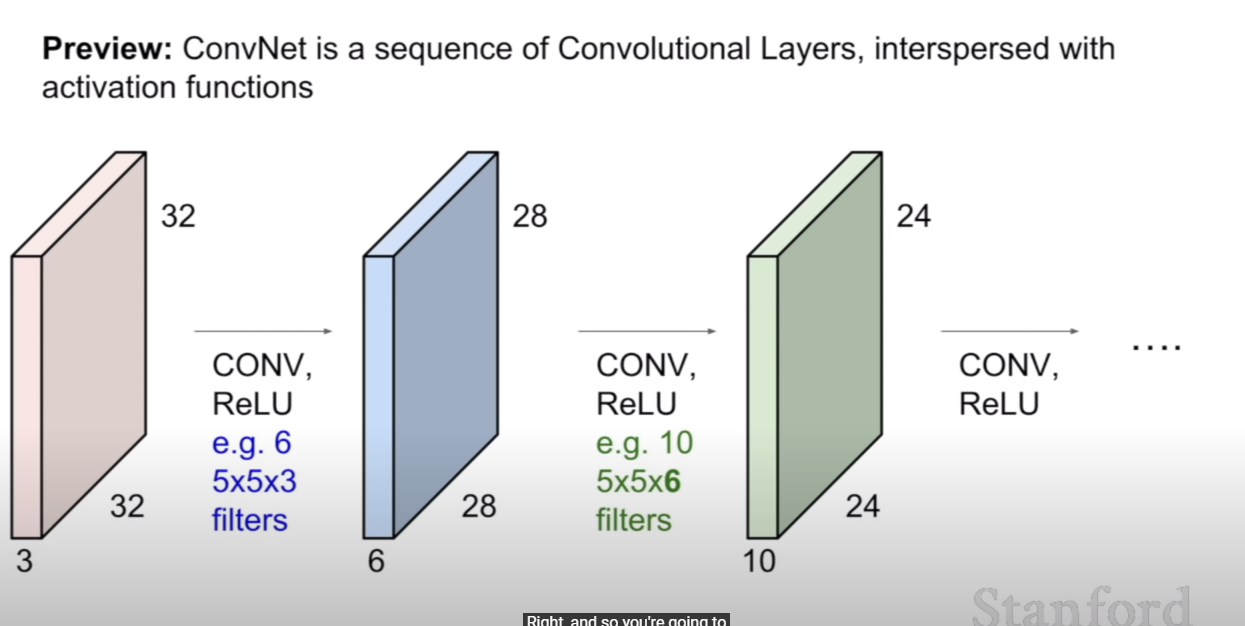 Preview: ConvNet is a sequence of Convolutional Layers, interspersed with
activation functions
32
32
3
CONV,
ReLU
e.g. 6
5x5x3
filters
28
28
6
CONV,
ReLU
e.g. 10
5x5x6
filters
24
24
10
CONV,
ReLU
....
Stanford
Right, and so you're going to